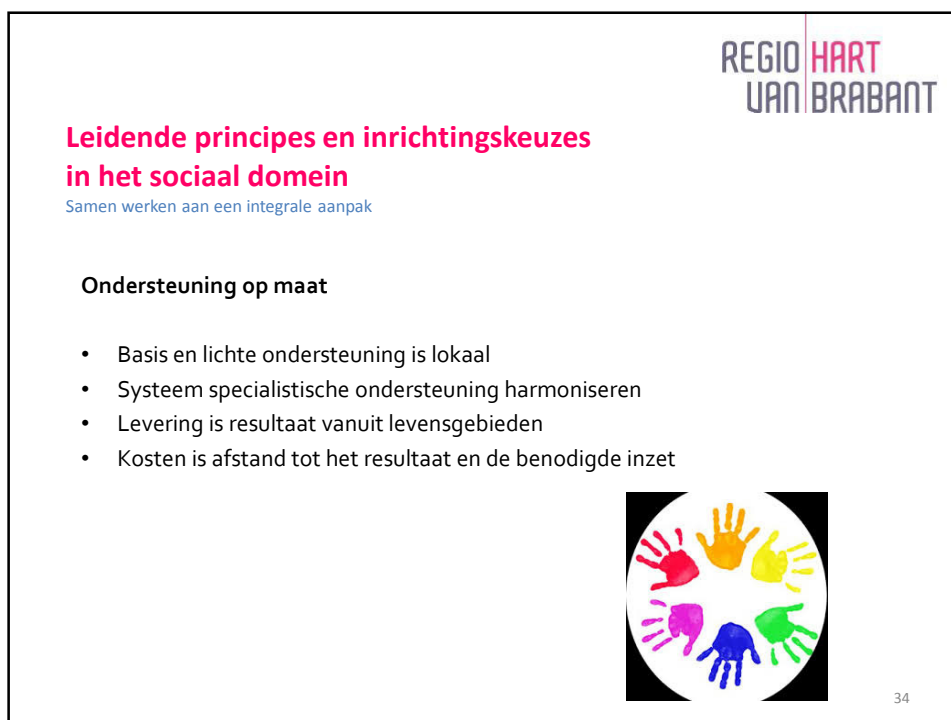 REGIO HART
VAN BRABANT
Leidende principes en inrichtingskeuzes
in het sociaal domein
Samen werken aan een integrale aanpak
Ondersteuning op maat
• Basis en lichte ondersteuning is lokaal
• Systeem specialistische ondersteuning harmoniseren
• Levering is resultaat vanuit levensgebieden
• Kosten is afstand tot het resultaat en de benodigde inzet
34